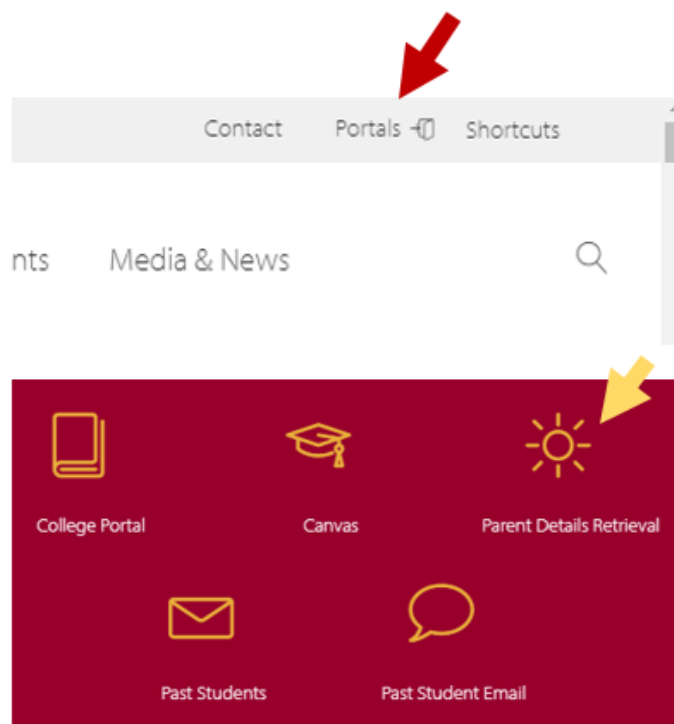 Contact Portals Shortcuts
nts Media & News
College Portal Canvas Parent Details Retrieval
Past Students Past Student Email